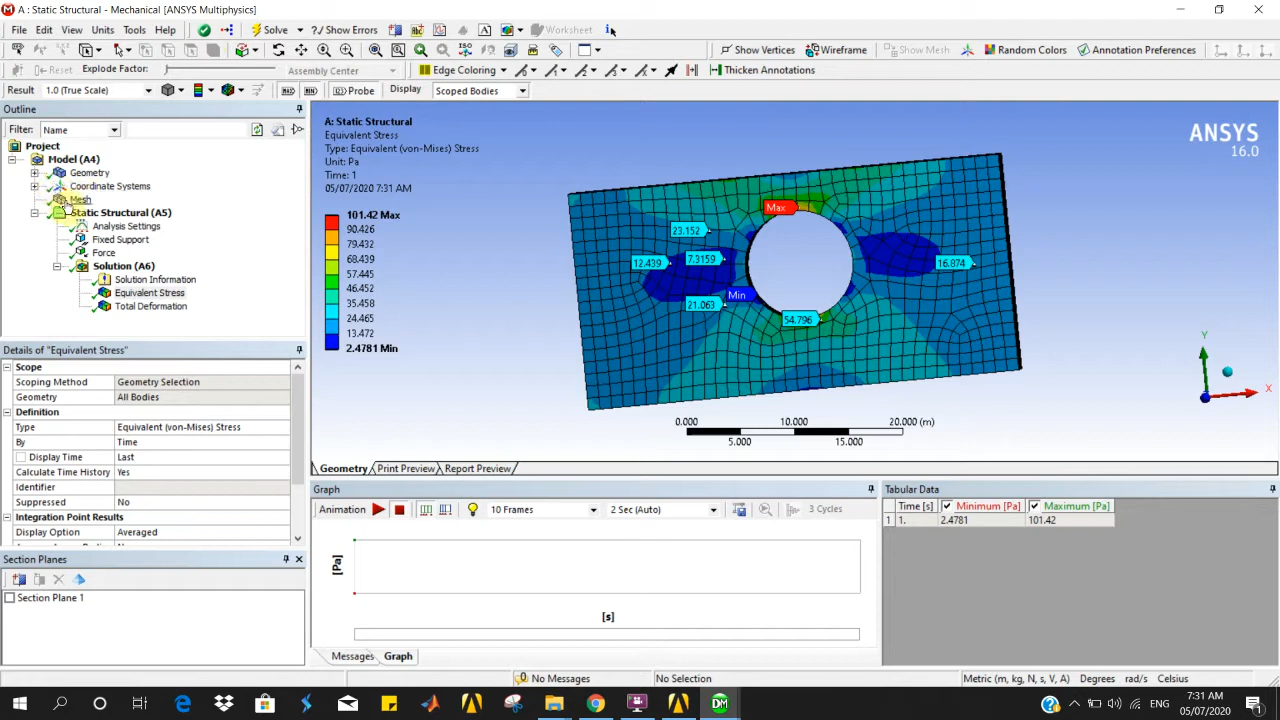 A : Static Structural - Mechanical [ANSYS Multiphysics]
File Edit View Units Tools Help Solve ?/ Show Errors Worksheet
Show Vertices Wireframe Show Mesh Random Colors Annotation Preferences
Reset Explode Factor: Assembly Center Edge Coloring Thicken Annotations
Result 1.0 (True Scale) Probe Display Scoped Bodies
Outline
Filter: Name
Project
Model (A4)
Geometry
Coordinate Systems
Mesh
Static Structural (A5)
Analysis Settings
Fixed Support
Force
Solution (A6)
Solution Information
Equivalent Stress
Total Deformation
Details of "Equivalent Stress"
Scope
Scoping Method Geometry Selection
Geometry All Bodies
Definition
Type Equivalent (von-Mises) Stress
By Time
Display Time Last
Calculate Time History Yes
Identifier
Suppressed No
Integration Point Results
Display Option Averaged
Section Planes
Section Plane 1
A: Static Structural
Equivalent Stress
Type: Equivalent (von-Mises) Stress
Unit: Pa
Time: 1
05/07/2020 7:31 AM
101.42 Max
90.426
79.432
68.439
57.445
46.452
35.458
24.465
13.472
2.4781 Min
ANSYS
16.0
Max
23.152
12.439
7.3159
16.874
Min
21.063
54.796
Y
X
0.000 10.000 20.000 (m)
5.000 15.000
Geometry Print Preview Report Preview
Graph
Animation 10 Frames 2 Sec (Auto) 3 Cycles
[Pa]
[s]
Messages Graph
Tabular Data
Time [s] Minimum [Pa] Maximum [Pa]
1 1. 2.4781 101.42
No Messages No Selection Metric (m, kg, N, s, V, A) Degrees rad/s Celsius
DM
ENG
7:31 AM
05/07/2020